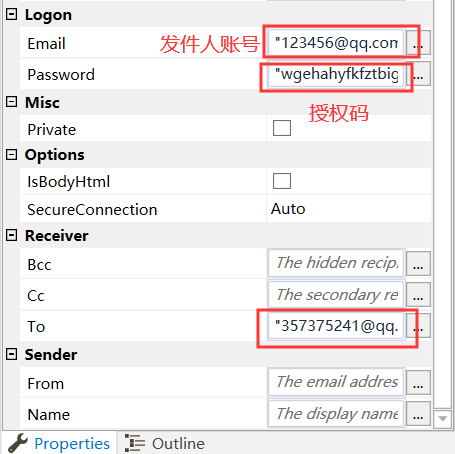 Logon
Email 发件人账号 "123456@qq.com ...
Password "wgehahyfkfztbig ...
Misc 授权码
Private
Options
IsBodyHtml
SecureConnection Auto
Receiver
Bcc The hidden recipi ...
Cc The secondary re ...
To "357375241@qq. ...
Sender
From The email addres ...
Name The display name ...
Properties Outline